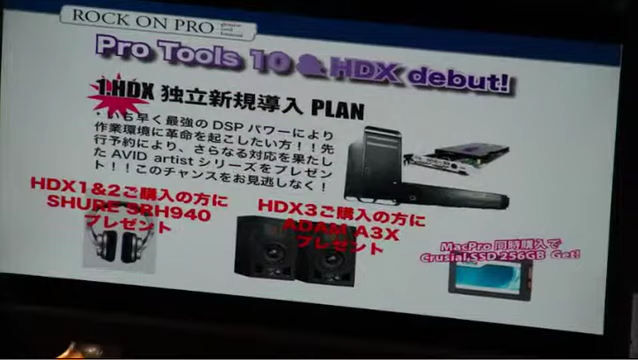 ROCK ON PRO
Pro Tools 10 & HDX debut!
1.HDX 独立新規導入 PLAN
・いち早く最強の DSP パワーにより
作業環境に革命を起こしたい方!!先
行予約により、さらなる対応を果たし
た AVID artist シリーズをプレゼン
ト!!このチャンスをお見逃しなく!
HDX1&2ご購入の方に
SHURE SRH940
プレゼント
HDX3ご購入の方に
ADAM A3X
プレゼント
MacPro 同時購入で
Crusial SSD 256GB Get!